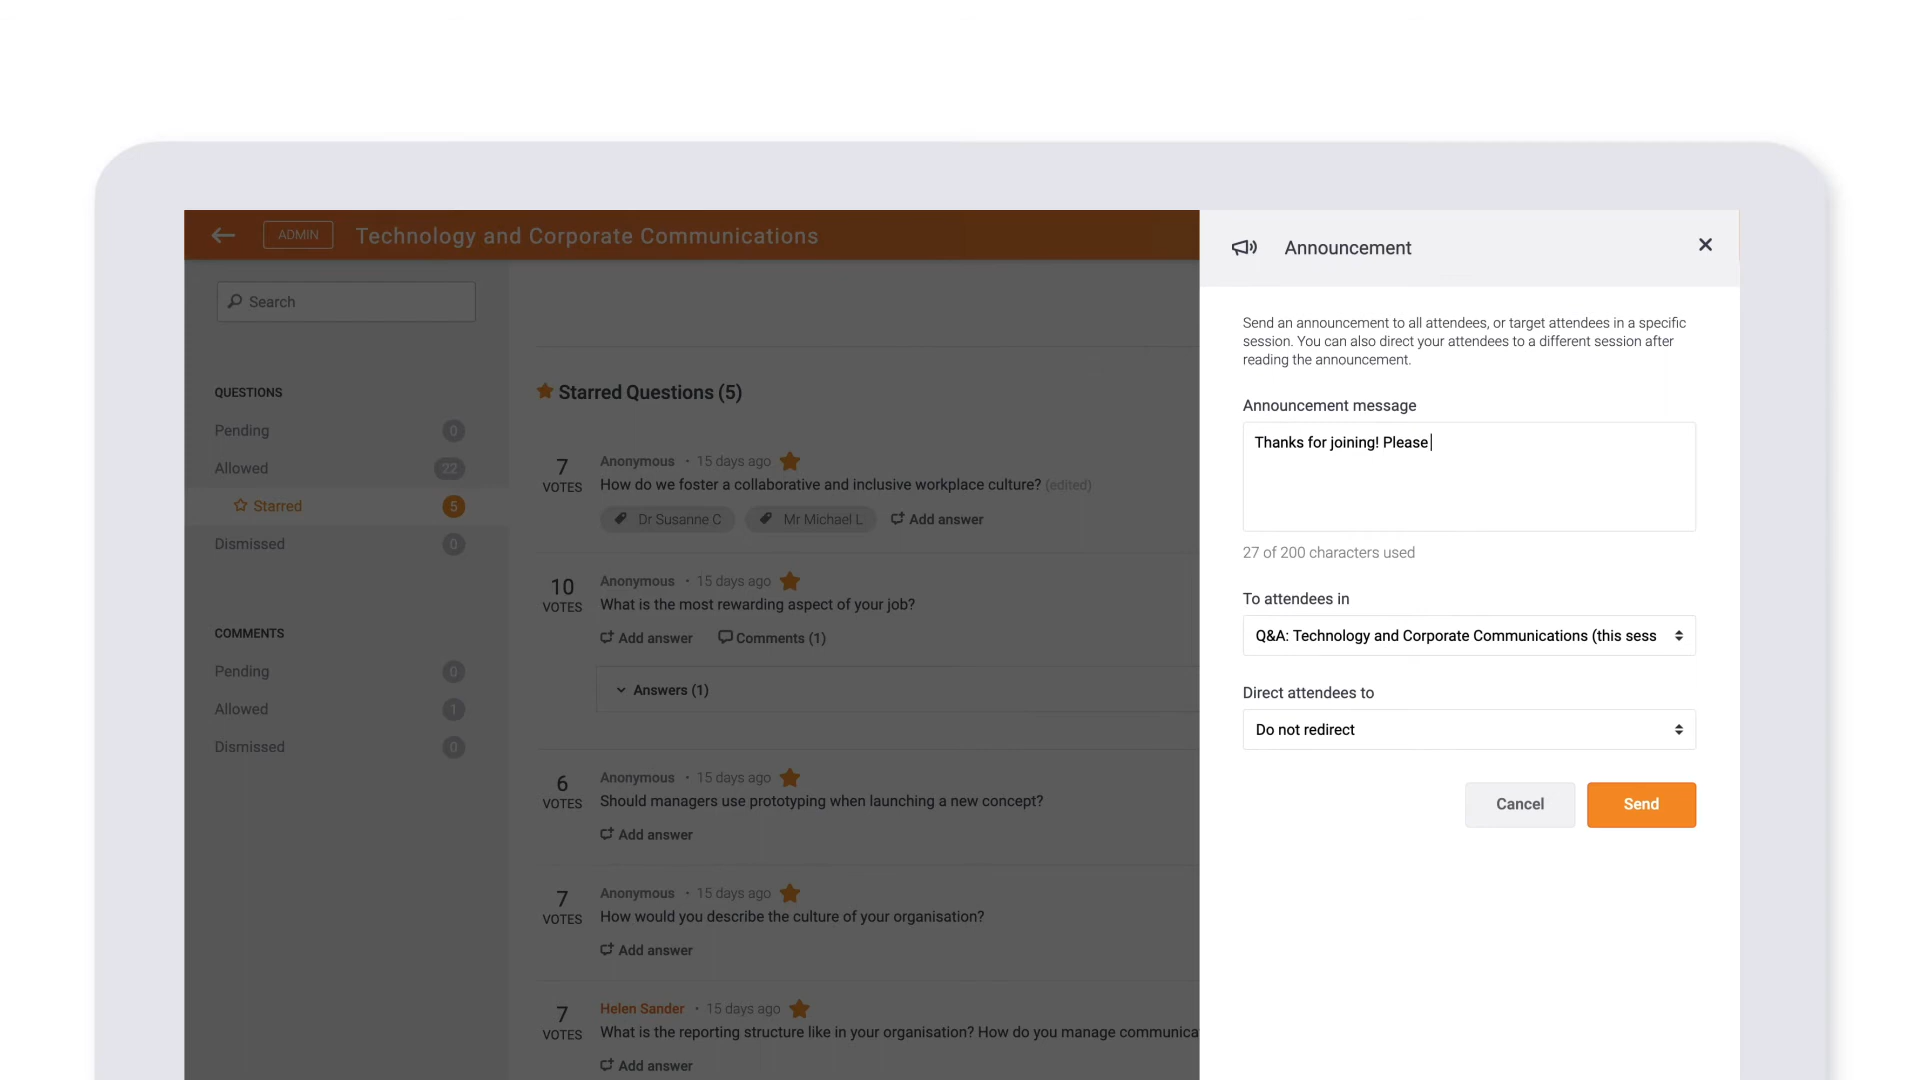 ADMIN
Technology and Corporate Communications
Search
QUESTIONS
Pending 0
Allowed 22
Starred 5
Dismissed 0
COMMENTS
Pending 0
Allowed 1
Dismissed 0
Starred Questions (5)
7 VOTES
Anonymous • 15 days ago
How do we foster a collaborative and inclusive workplace culture? (edited)
Dr Susanne C Mr Michael L Add answer
10 VOTES
Anonymous • 15 days ago
What is the most rewarding aspect of your job?
Add answer Comments (1)
Answers (1)
6 VOTES
Anonymous • 15 days ago
Should managers use prototyping when launching a new concept?
Add answer
7 VOTES
Anonymous • 15 days ago
How would you describe the culture of your organisation?
Add answer
7 VOTES
Helen Sander • 15 days ago
What is the reporting structure like in your organisation? How do you manage communica
Add answer
Announcement
Send an announcement to all attendees, or target attendees in a specific
session. You can also direct your attendees to a different session after
reading the announcement.
Announcement message
Thanks for joining! Please
27 of 200 characters used
To attendees in
Q&A: Technology and Corporate Communications (this sess
Direct attendees to
Do not redirect
Cancel
Send